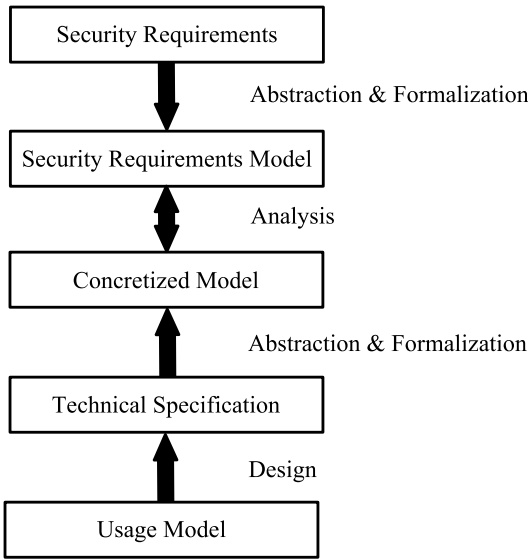 Security Requirements
Abstraction & Formalization
Security Requirements Model
Analysis
Concretized Model
Abstraction & Formalization
Technical Specification
Design
Usage Model